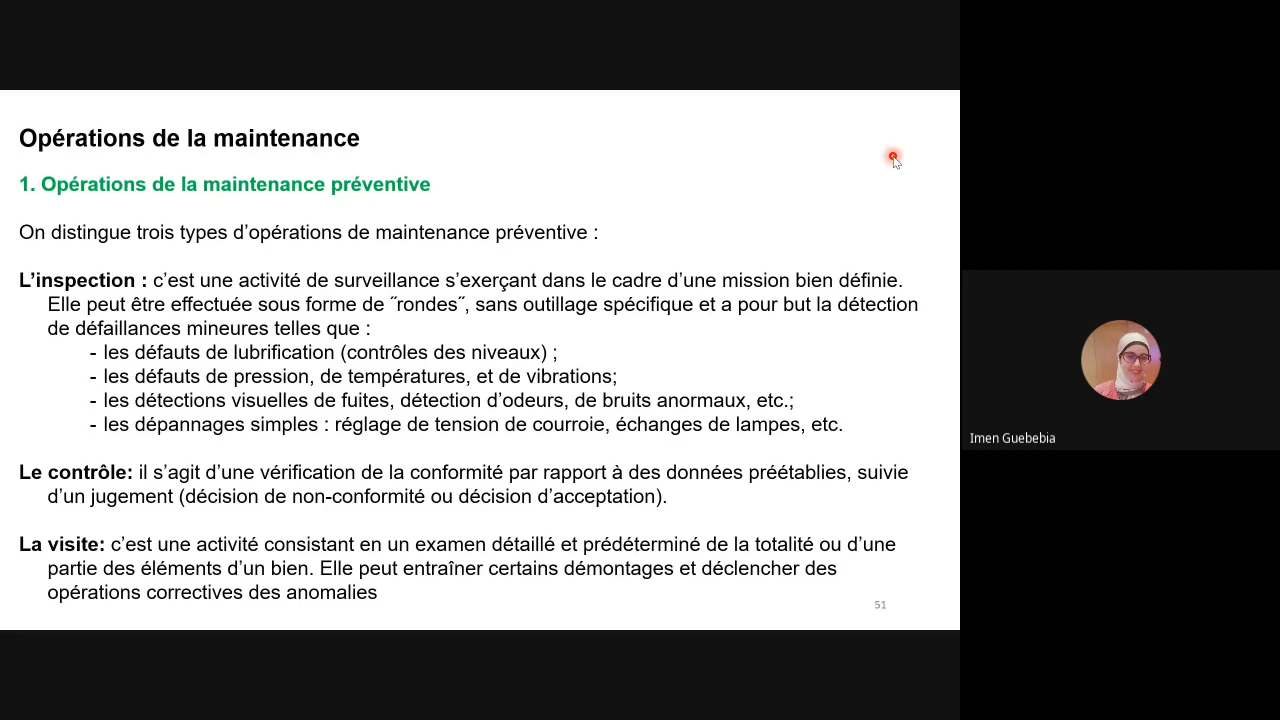 Opérations de la maintenance
1. Opérations de la maintenance préventive
On distingue trois types d’opérations de maintenance préventive :
L’inspection : c’est une activité de surveillance s’exerçant dans le cadre d’une mission bien définie.
Elle peut être effectuée sous forme de ˝rondes˝, sans outillage spécifique et a pour but la détection
de défaillances mineures telles que :
- les défauts de lubrification (contrôles des niveaux) ;
- les défauts de pression, de températures, et de vibrations;
- les détections visuelles de fuites, détection d’odeurs, de bruits anormaux, etc.;
- les dépannages simples : réglage de tension de courroie, échanges de lampes, etc.
Le contrôle: il s’agit d’une vérification de la conformité par rapport à des données préétablies, suivie
d’un jugement (décision de non-conformité ou décision d’acceptation).
La visite: c’est une activité consistant en un examen détaillé et prédéterminé de la totalité ou d’une
partie des éléments d’un bien. Elle peut entraîner certains démontages et déclencher des
opérations correctives des anomalies
51
Imen Guebebia